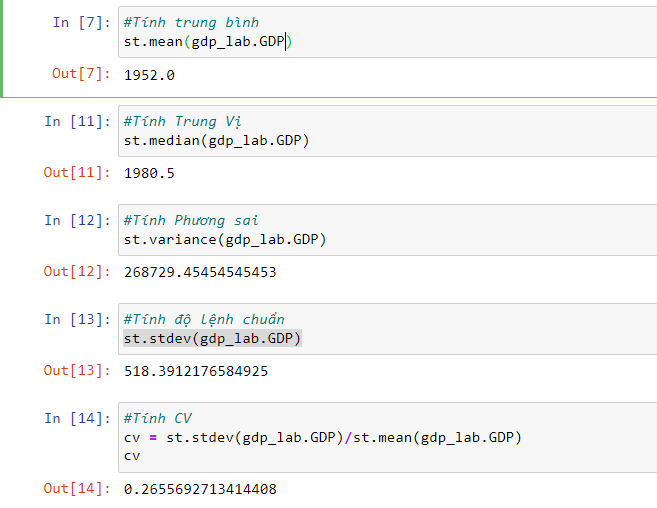 In [7]: #Tính trung bình
st.mean(gdp_lab.GDP)
Out[7]: 1952.0
In [11]: #Tính Trung Vị
st.median(gdp_lab.GDP)
Out[11]: 1980.5
In [12]: #Tính Phương sai
st.variance(gdp_lab.GDP)
Out[12]: 268729.45454545453
In [13]: #Tính độ lệnh chuẩn
st.stdev(gdp_lab.GDP)
Out[13]: 518.3912176584925
In [14]: #Tính CV
cv = st.stdev(gdp_lab.GDP)/st.mean(gdp_lab.GDP)
cv
Out[14]: 0.2655692713414408